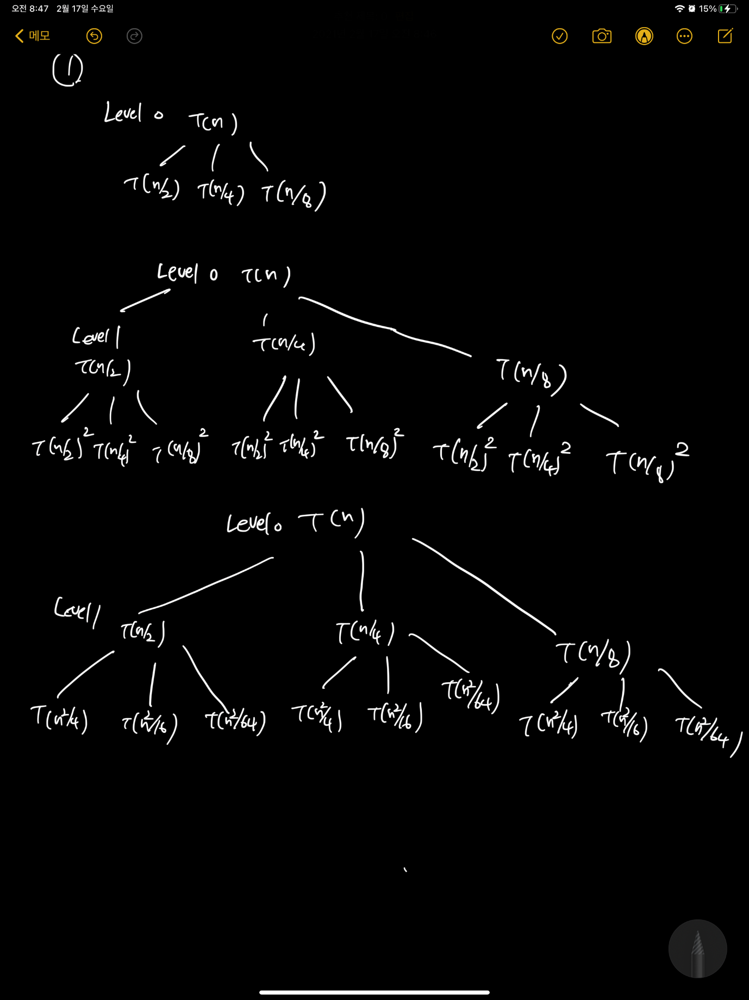 오전 8:47 2월 17일 수요일 15%
메모
①
Level 0 T(n)
T(n/2) T(n/4) T(n/8)
Level 0 T(n)
Level 1
T(n/2) T(n/4) T(n/8)
T(n/2)² T(n/4)² T(n/8)² T(n/2)² T(n/4)² T(n/8)² T(n/2)² T(n/4)² T(n/8)²
Level 0 T(n)
Level 1
T(n/2) T(n/4) T(n/8)
T(n²/4) T(n²/16) T(n²/64) T(n²/4) T(n²/16) T(n²/64) T(n²/4) T(n²/16) T(n²/64)